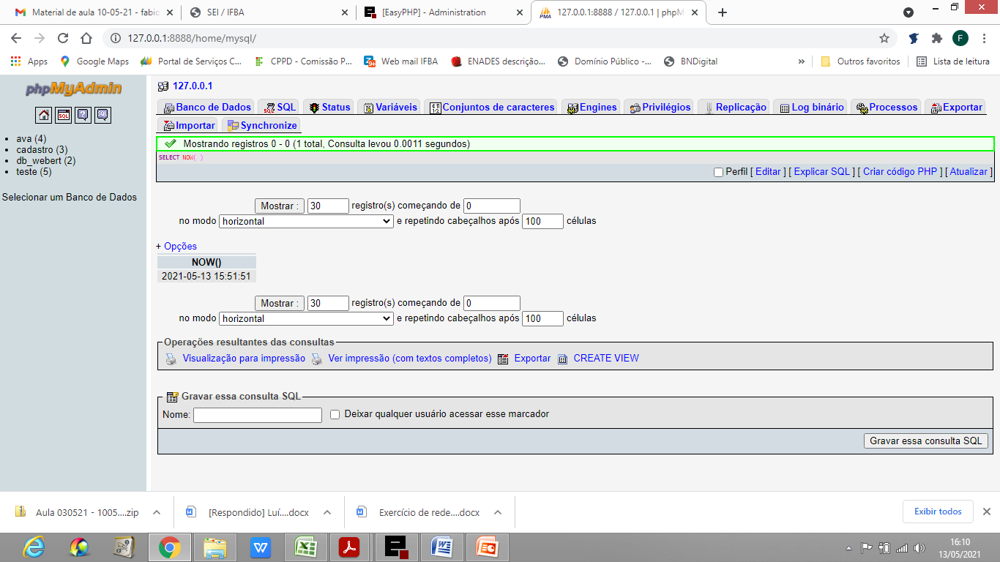 Material de aula 10-05-21 - fabio
SEI / IFBA
[EasyPHP] - Administration
127.0.0.1:8888 / 127.0.0.1 | phpM
127.0.0.1:8888/home/mysql/
F
Apps
Google Maps
Portal de Serviços C...
CPPD - Comissão P...
Web mail IFBA
ENADES descrição...
Domínio Público -...
BNDigital
»
Outros favoritos
Lista de leitura
phpMyAdmin
SQL
ava (4)
cadastro (3)
db_webert (2)
teste (5)
Selecionar um Banco de Dados
127.0.0.1
Banco de Dados SQL Status Variáveis Conjuntos de caracteres Engines Privilégios Replicação Log binário Processos Exportar
Importar Synchronize
Mostrando registros 0 - 0 (1 total, Consulta levou 0.0011 segundos)
SELECT NOW( )
Perfil [ Editar ] [ Explicar SQL ] [ Criar código PHP ] [ Atualizar ]
Mostrar : 30 registro(s) começando de 0
no modo horizontal e repetindo cabeçalhos após 100 células
+ Opções
NOW()
2021-05-13 15:51:51
Mostrar : 30 registro(s) começando de 0
no modo horizontal e repetindo cabeçalhos após 100 células
Operações resultantes das consultas
Visualização para impressão Ver impressão (com textos completos) Exportar CREATE VIEW
Gravar essa consulta SQL
Nome: Deixar qualquer usuário acessar esse marcador
Gravar essa consulta SQL
Aula 030521 - 1005....zip
[Respondido] Luí....docx
Exercício de rede....docx
Exibir todos
16:10
13/05/2021